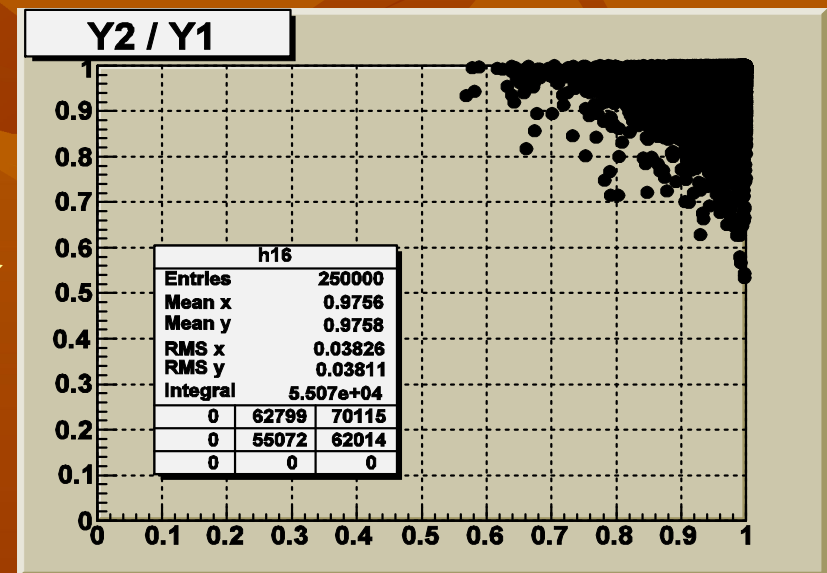 Y2 / Y1
1
0.9
0.8
0.7
0.6
0.5
0.4
0.3
0.2
0.1
0
h16
Entries 250000
Mean x 0.9756
Mean y 0.9758
RMS x 0.03826
RMS y 0.03811
Integral 5.507e+04
0 62799 70115
0 55072 62014
0 0 0
0 0.1 0.2 0.3 0.4 0.5 0.6 0.7 0.8 0.9 1